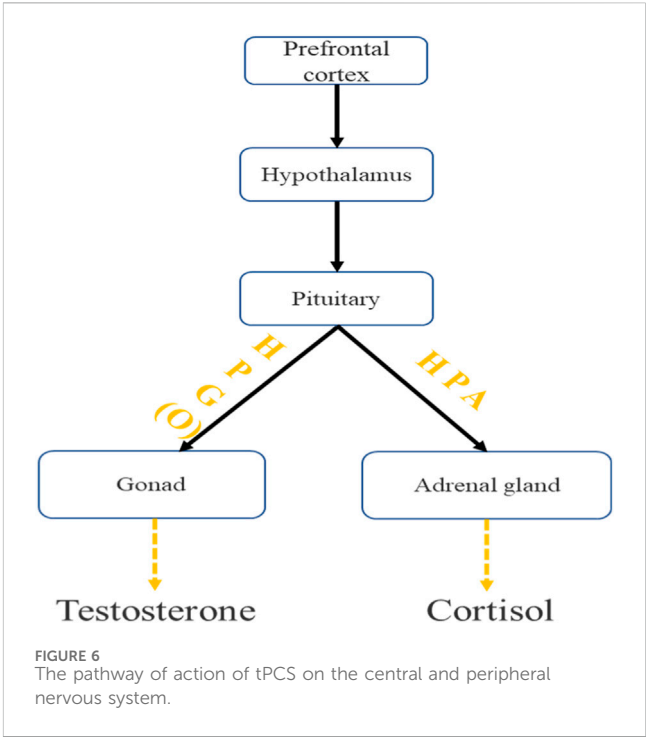 Prefrontal
cortex
Hypothalamus
Pituitary
HPG(O)
HPA
Gonad
Adrenal gland
Testosterone
Cortisol
FIGURE 6
The pathway of action of tPCS on the central and peripheral
nervous system.